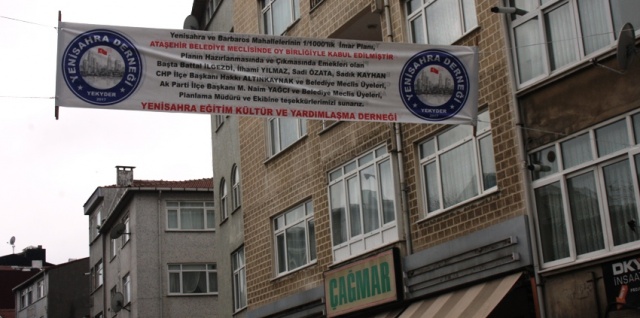 Yenisahra ve Barbaros Mahallelerinin 1/1000'lik İmar Planı,
ATAŞEHİR BELEDİYE MECLİSİNDE OY BİRLİĞİYLE KABUL EDİLMİŞTİR
Planın Hazırlanmasında ve Çıkmasında Emekleri olan
Başta Battal İLGEZDİ, İlhami YILMAZ, Sadi ÖZATA, Sadık KAYHAN
CHP İlçe Başkanı Hakkı ALTINKAYNAK ve Belediye Meclis Üyeleri,
Ak Parti İlçe Başkanı M. Naim YAĞCI ve Belediye Meclis Üyeleri,
Planlama Müdürü ve Ekibine teşekkürlerimizi sunarız.
YENİSAHRA EĞİTİM KÜLTÜR VE YARDIMLAŞMA DERNEĞİ
YENİSAHRA DERNEĞİ
YENİSAHRA DERNEĞİ
YEKYDER
ÇAĞMAR
DKY
İNŞAAT